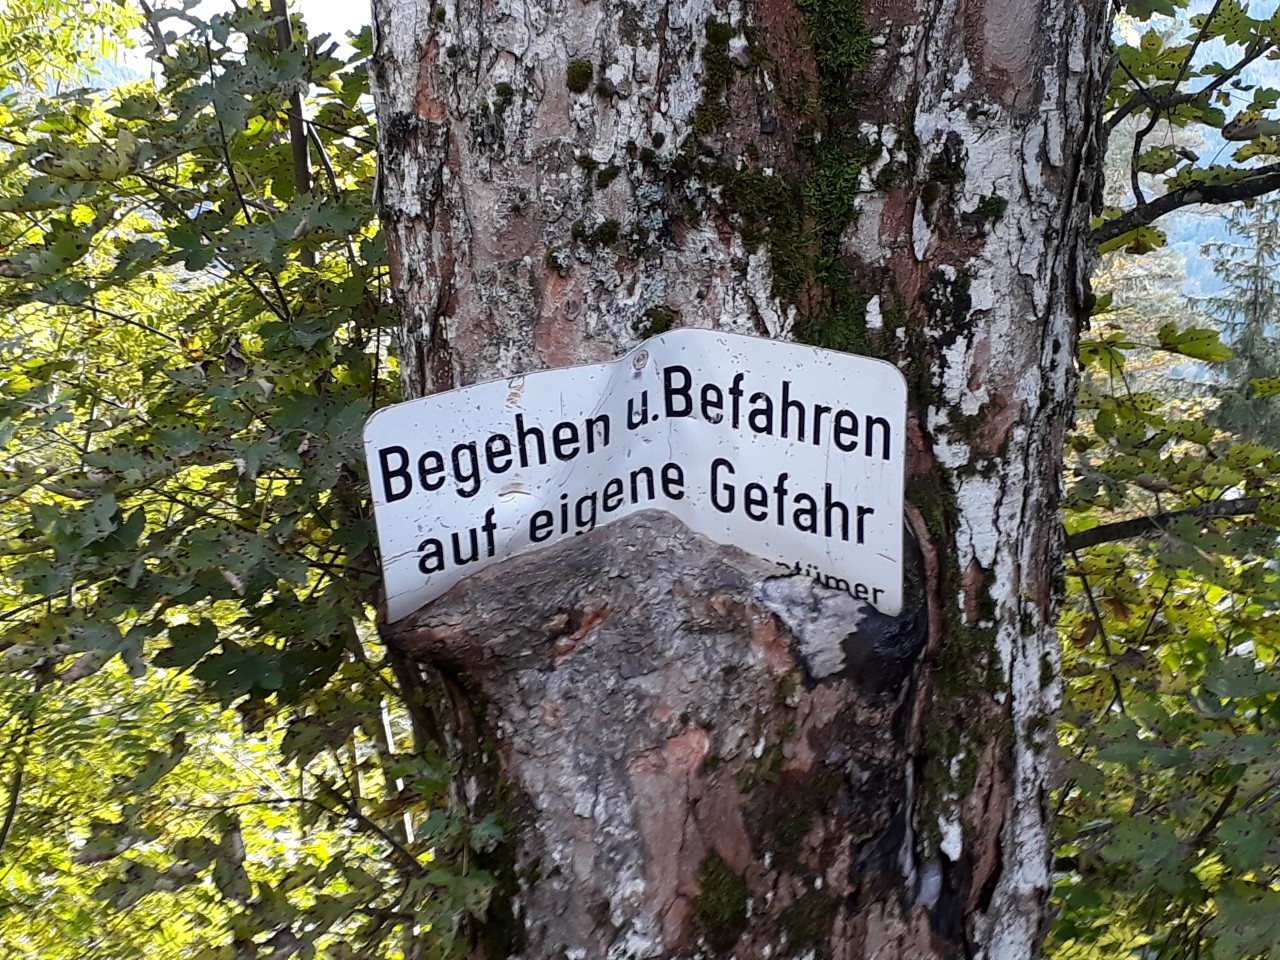 Begehen u. Befahren
auf eigene Gefahr